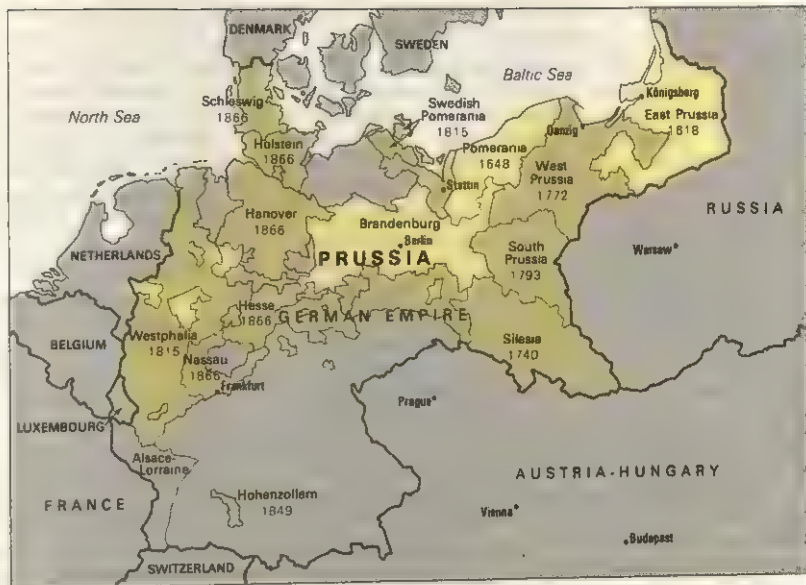 DENMARK
SWEDEN
Baltic Sea
North Sea
Schleswig
1866
Holstein
1866
Swedish
Pomerania
1815
Pomerania
1648
Stettin
Danzig
Königsberg
East Prussia
1618
West
Prussia
1772
RUSSIA
Hanover
1866
Brandenburg
Berlin
PRUSSIA
South
Prussia
1793
Warsaw
NETHERLANDS
Hesse
1866
GERMAN EMPIRE
BELGIUM
Westphalia
1815
Nassau
1866
Frankfurt
Silesia
1740
Prague
LUXEMBOURG
Alsace-
Lorraine
FRANCE
Hohenzollern
1849
AUSTRIA-HUNGARY
Vienna
Budapest
SWITZERLAND